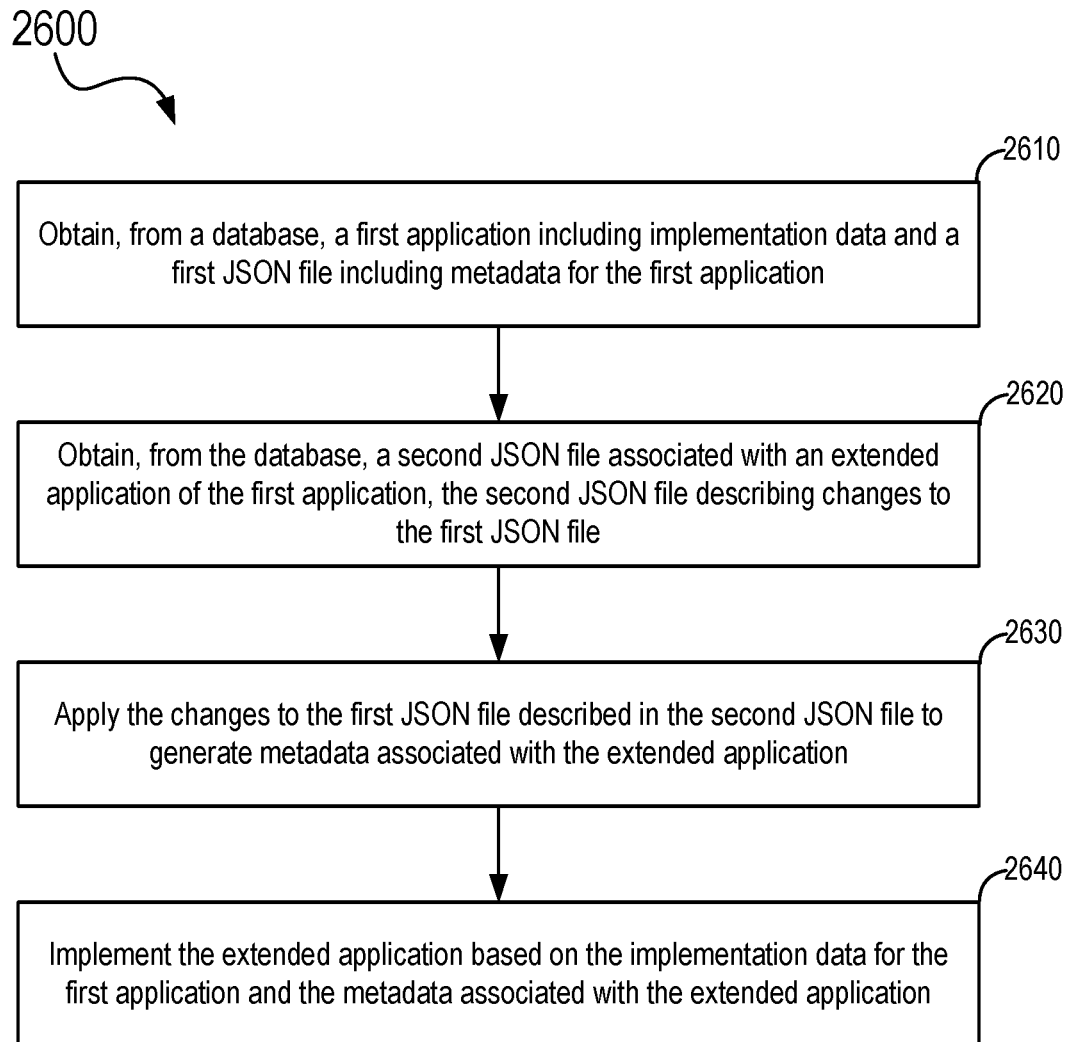 2600
2610
Obtain, from a database, a first application including implementation data and a
first JSON file including metadata for the first application
2620
Obtain, from the database, a second JSON file associated with an extended
application of the first application, the second JSON file describing changes to
the first JSON file
2630
Apply the changes to the first JSON file described in the second JSON file to
generate metadata associated with the extended application
2640
Implement the extended application based on the implementation data for the
first application and the metadata associated with the extended application